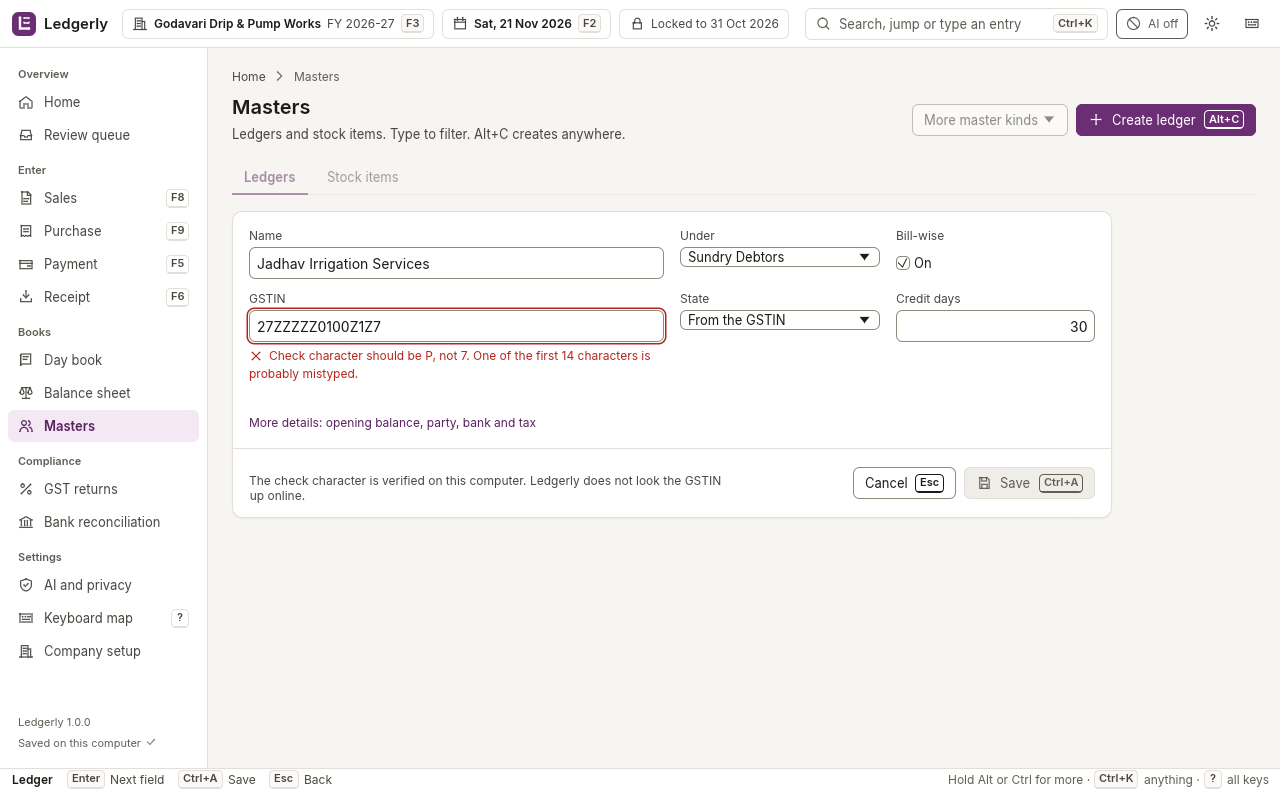 Ledgerly
Godavari Drip & Pump Works FY 2026-27 F3
Sat, 21 Nov 2026 F2
Locked to 31 Oct 2026
Search, jump or type an entry Ctrl+K
AI off
Overview
Home
Review queue
Enter
Sales F8
Purchase F9
Payment F5
Receipt F6
Books
Day book
Balance sheet
Masters
Compliance
GST returns
Bank reconciliation
Settings
AI and privacy
Keyboard map ?
Company setup
Ledgerly 1.0.0
Saved on this computer
Home > Masters
Masters
Ledgers and stock items. Type to filter. Alt+C creates anywhere.
More master kinds
Create ledger Alt+C
Ledgers
Stock items
Name
Jadhav Irrigation Services
Under
Sundry Debtors
Bill-wise
On
GSTIN
27ZZZZZ0100Z1Z7
Check character should be P, not 7. One of the first 14 characters is
probably mistyped.
State
From the GSTIN
Credit days
30
More details: opening balance, party, bank and tax
The check character is verified on this computer. Ledgerly does not look the GSTIN
up online.
Cancel Esc
Save Ctrl+A
Ledger Enter Next field Ctrl+A Save Esc Back
Hold Alt or Ctrl for more · Ctrl+K anything · ? all keys